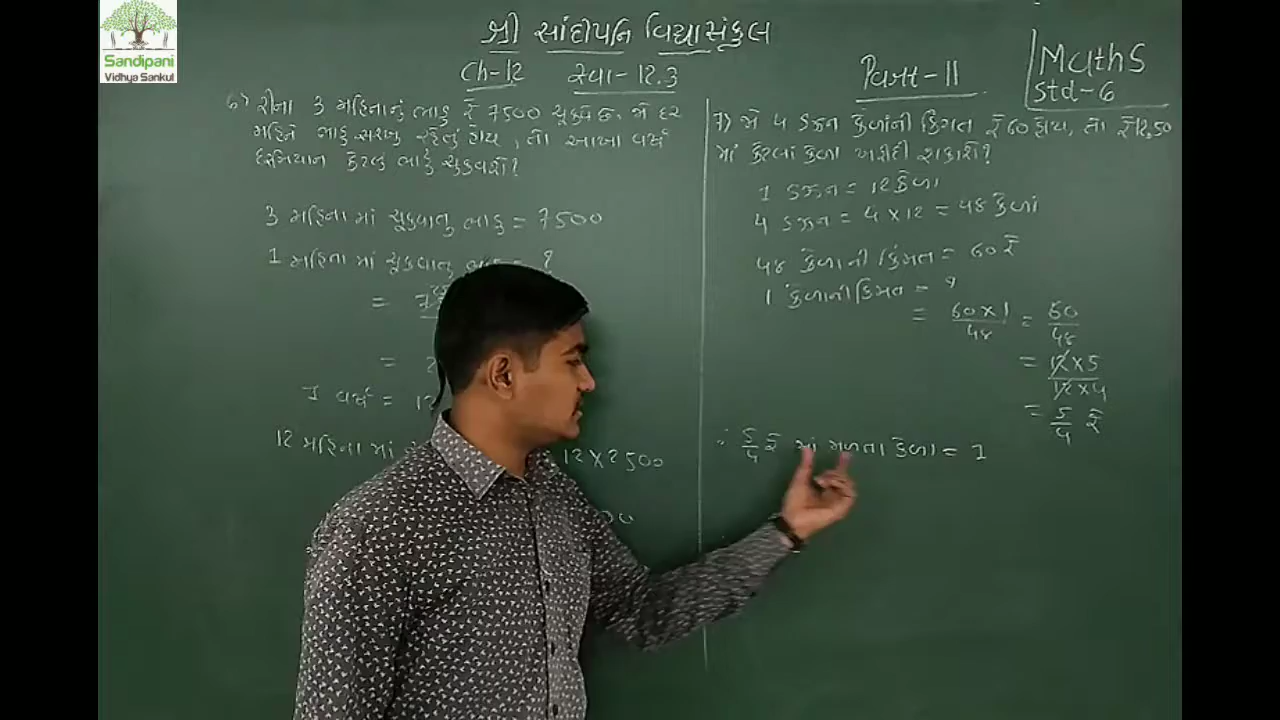 Sandipani
Vidhya Sankul
શ્રી સાંદીપનિ વિદ્યાસંકુલ
Ch-12 સ્વા-12.3 Part-11
Maths
Std-6
6) રીના 3 મહિનાનું ભાડુ ₹ 7500 ચૂકવે છે. જો દર
મહિને ભાડુ સરખુ રહેતું હોય, તો આખા વર્ષ
દરમિયાન કેટલુ ભાડુ ચુકવશે?
3 મહિનામાં ચૂકવાતુ ભાડુ = 7500
1 મહિનામાં ચૂકવાતુ = ?
=
=
1 વર્ષ = 12
12 મહિનામાં 12 × 2500
7) જો 4 ડઝન કેળાંની કિંમત ₹ 60 હોય, તો ₹ 12.50
માં કેટલાં કેળા ખરીદી શકાશે?
1 ડઝન = 12 કેળા
4 ડઝન = 4 × 12 = 48 કેળાં
48 કેળાની કિંમત = 60 ₹
1 કેળાની કિંમત = ?
= 60 × 1 / 48 = 60 / 48
= 12 × 5 / 12 × 4
= 5/4 ₹
∴ 5/4 ₹ માં મળતા કેળા = 1